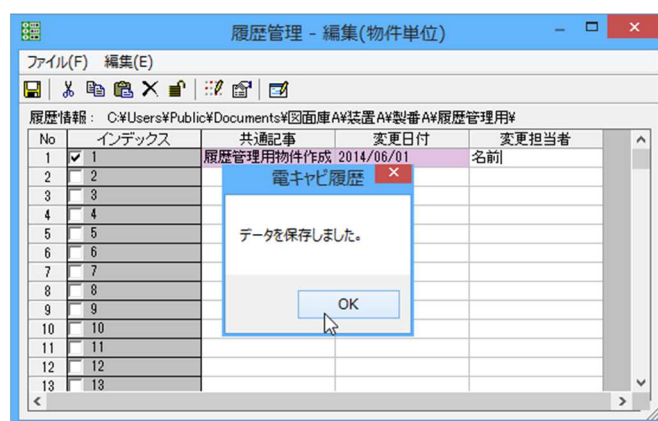 履歴管理 - 編集(物件単位)
ファイル(F) 編集(E)
履歴情報： C:¥Users¥Public¥Documents¥図面庫A¥装置A¥製番A¥履歴管理用¥
No インデックス 共通記事 変更日付 変更担当者
1 1 履歴管理用物件作成 2014/06/01 名前
電キャビ履歴
2 2
3 3
4 4
5 5 データを保存しました。
6 6
7 7
8 8
9 9 OK
10 10
11 11
12 12
13 13